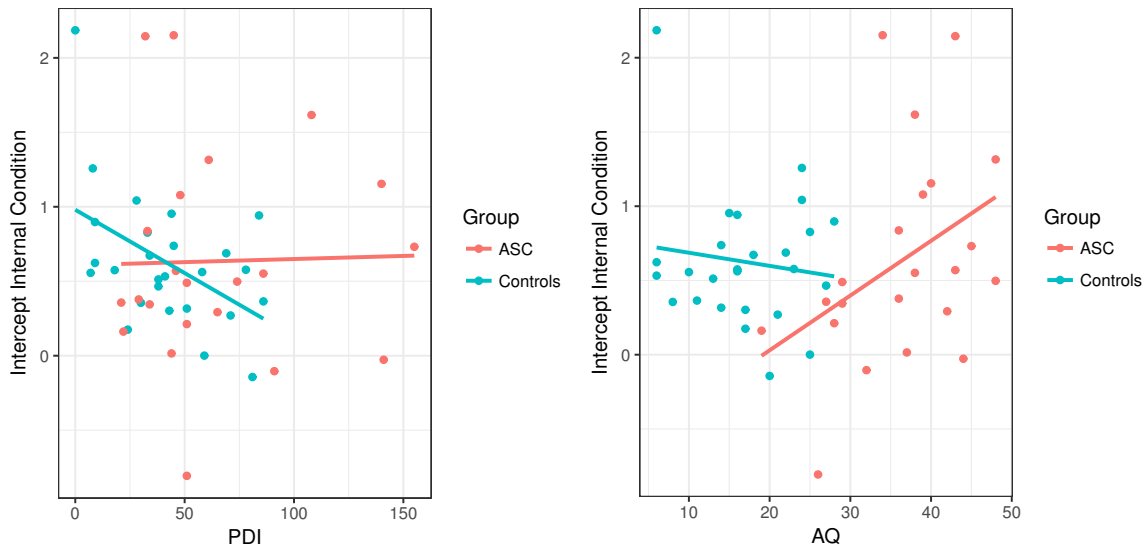 Intercept Internal Condition
2
1
0
0
50
100
150
PDI
Group
ASC
Controls
Intercept Internal Condition
2
1
0
10
20
30
40
50
AQ
Group
ASC
Controls